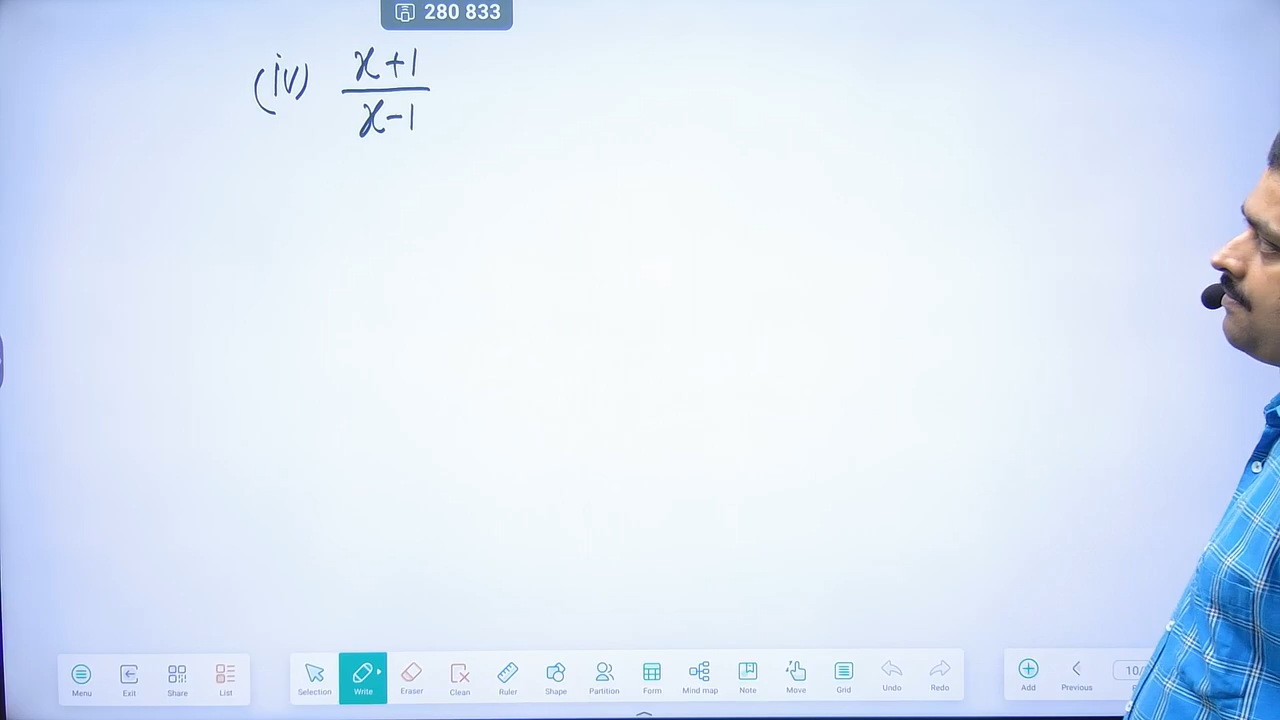 280 833
(iv) x+1
x-1
Menu Exit Share List Selection Write Eraser Clean Ruler Shape Partition Form Mind map Note Move Grid Undo Redo Add Previous 10/